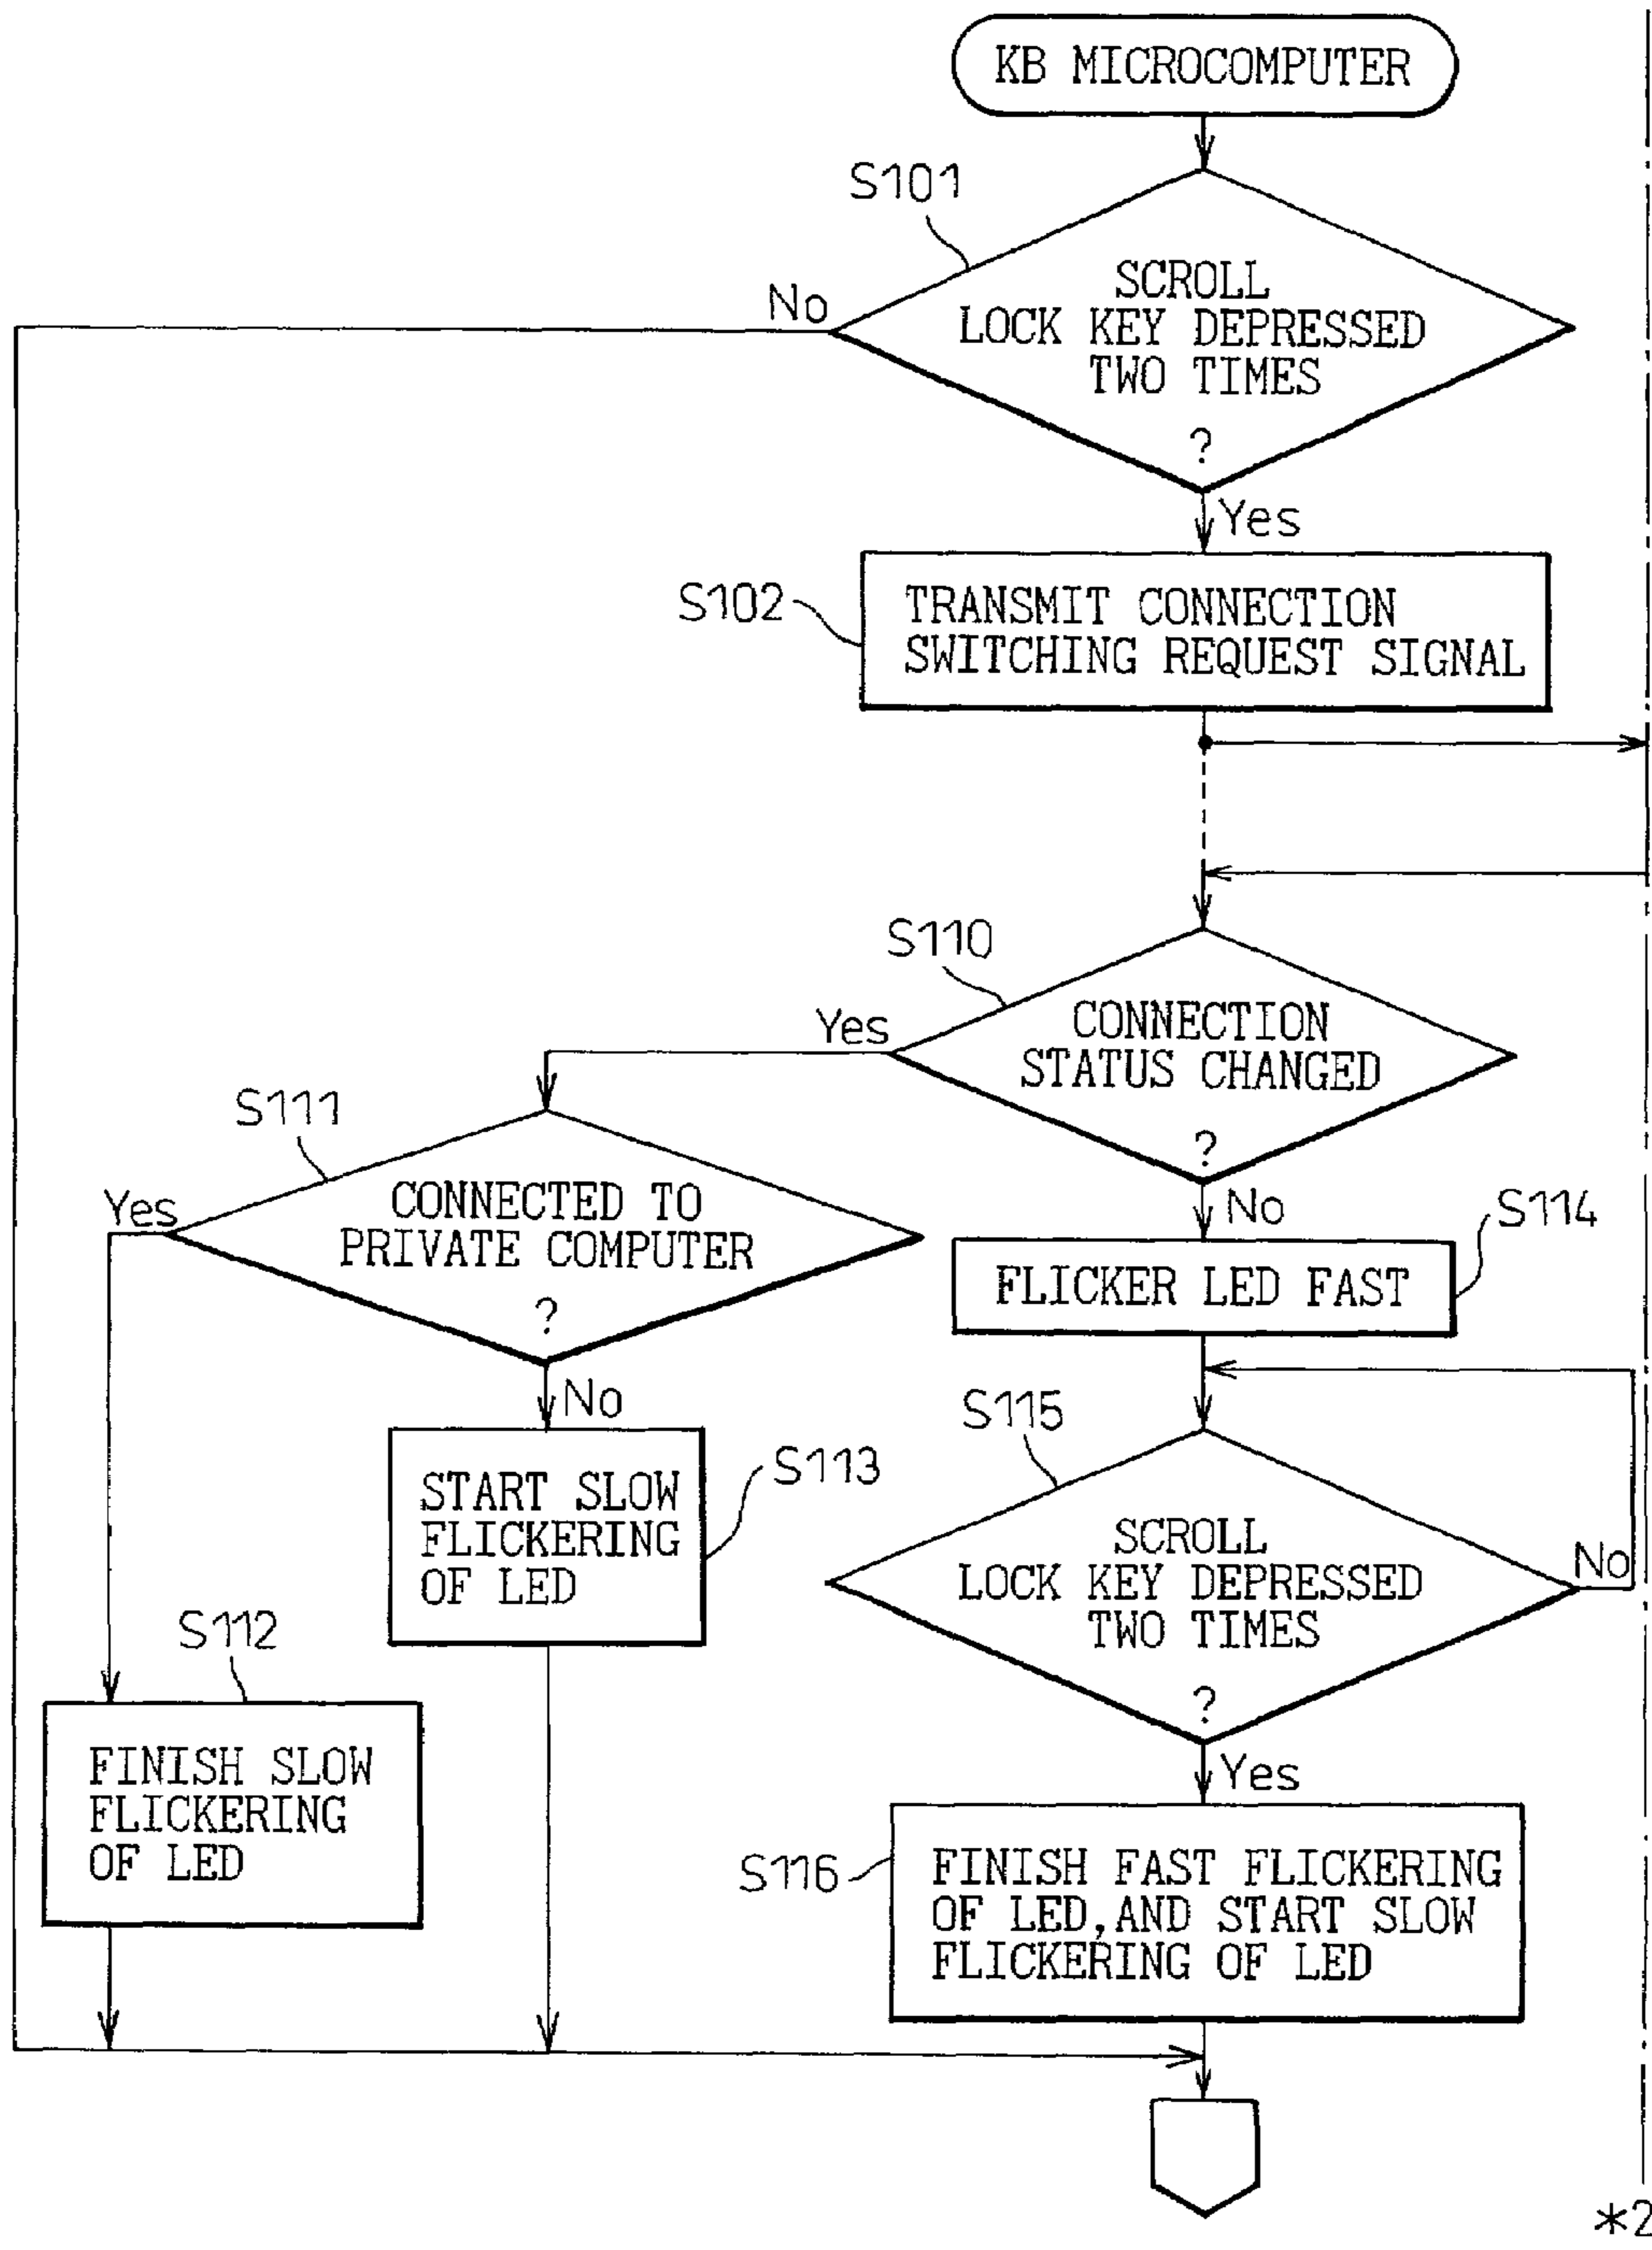 KB MICROCOMPUTER
S101
SCROLL
LOCK KEY DEPRESSED
TWO TIMES
?
No
Yes
S102
TRANSMIT CONNECTION
SWITCHING REQUEST SIGNAL
S110
CONNECTION
STATUS CHANGED
?
Yes
No
S111
CONNECTED TO
PRIVATE COMPUTER
?
Yes
No
S114
FLICKER LED FAST
S113
START SLOW
FLICKERING
OF LED
S115
SCROLL
LOCK KEY DEPRESSED
TWO TIMES
?
No
Yes
S112
FINISH SLOW
FLICKERING
OF LED
S116
FINISH FAST FLICKERING
OF LED, AND START SLOW
FLICKERING OF LED
*2